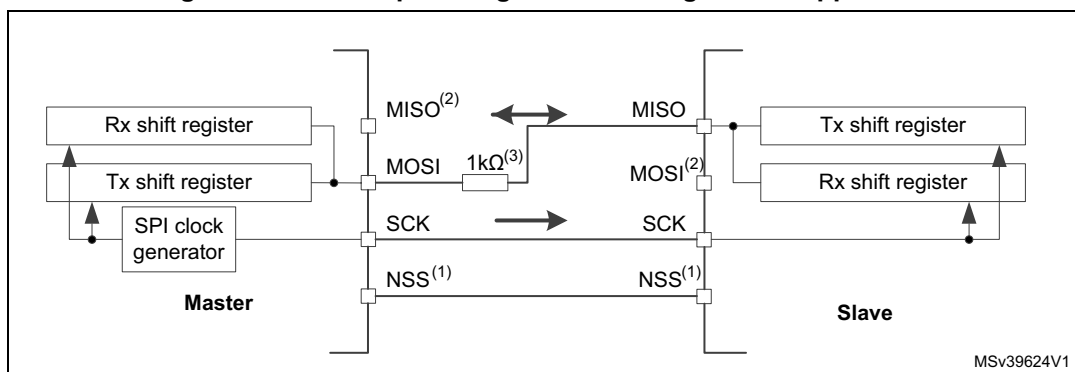 Rx shift register
Tx shift register
SPI clock
generator
Master
MISO(2)
MOSI
1kΩ(3)
SCK
NSS(1)
MISO
MOSI(2)
SCK
NSS(1)
Tx shift register
Rx shift register
Slave
MSv39624V1